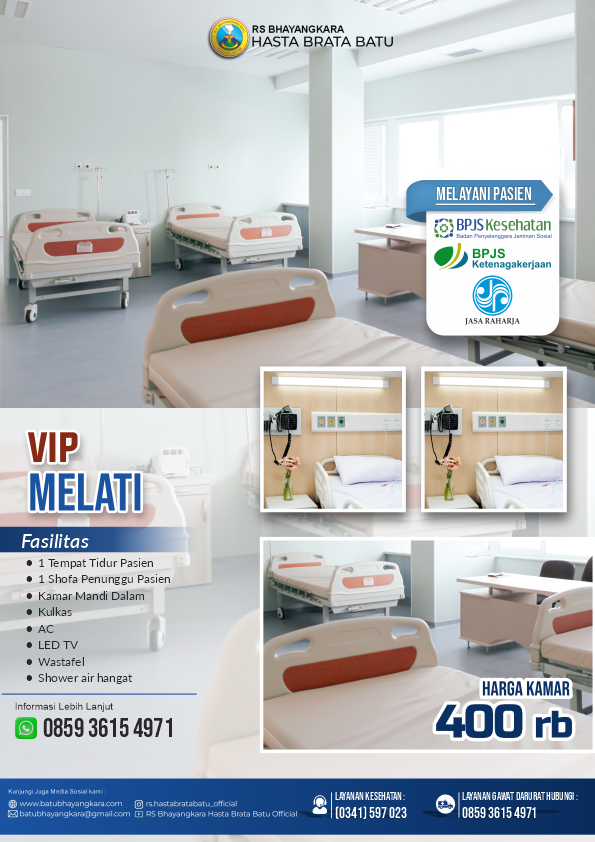 RS BHAYANGKARA
HASTA BRATA BATU
MELAYANI PASIEN
BPJS Kesehatan
Badan Penyelenggara Jaminan Sosial
BPJS
Ketenagakerjaan
JASA RAHARJA
VIP
MELATI
Fasilitas
• 1 Tempat Tidur Pasien
• 1 Shofa Penunggu Pasien
• Kamar Mandi Dalam
• Kulkas
• AC
• LED TV
• Wastafel
• Shower air hangat
Informasi Lebih Lanjut
0859 3615 4971
HARGA KAMAR
400 rb
Kunjungi Juga Media Sosial kami :
www.batubhayangkara.com
rs.hastabratabatu_official
batubhayangkara@gmail.com
RS Bhayangkara Hasta Brata Batu Official
LAYANAN KESEHATAN :
(0341) 597 023
LAYANAN GAWAT DARURAT HUBUNGI :
0859 3615 4971